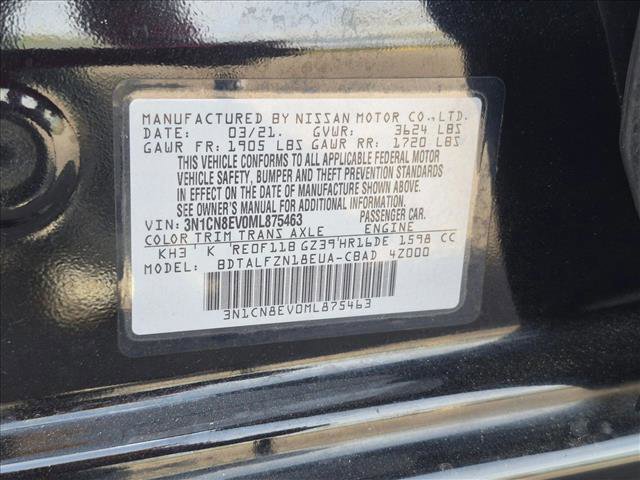 MANUFACTURED BY NISSAN MOTOR CO.,LTD.
DATE: 03/21. GVWR: 3624 LBS
GAWR FR: 1905 LBS GAWR RR: 1720 LBS
THIS VEHICLE CONFORMS TO ALL APPLICABLE FEDERAL MOTOR
VEHICLE SAFETY, BUMPER AND THEFT PREVENTION STANDARDS
IN EFFECT ON THE DATE OF MANUFACTURE SHOWN ABOVE.
SEE OWNER'S MANUAL FOR ADDITIONAL INFORMATION
VIN: 3N1CN8EV0ML875463 PASSENGER CAR.
COLOR TRIM TRANS AXLE ENGINE
KH3 K RE0F11B GZ39 HR16DE 1598 CC
MODEL: BDTALFZN18EUA-CBAD 4Z000
3N1CN8EV0ML875463